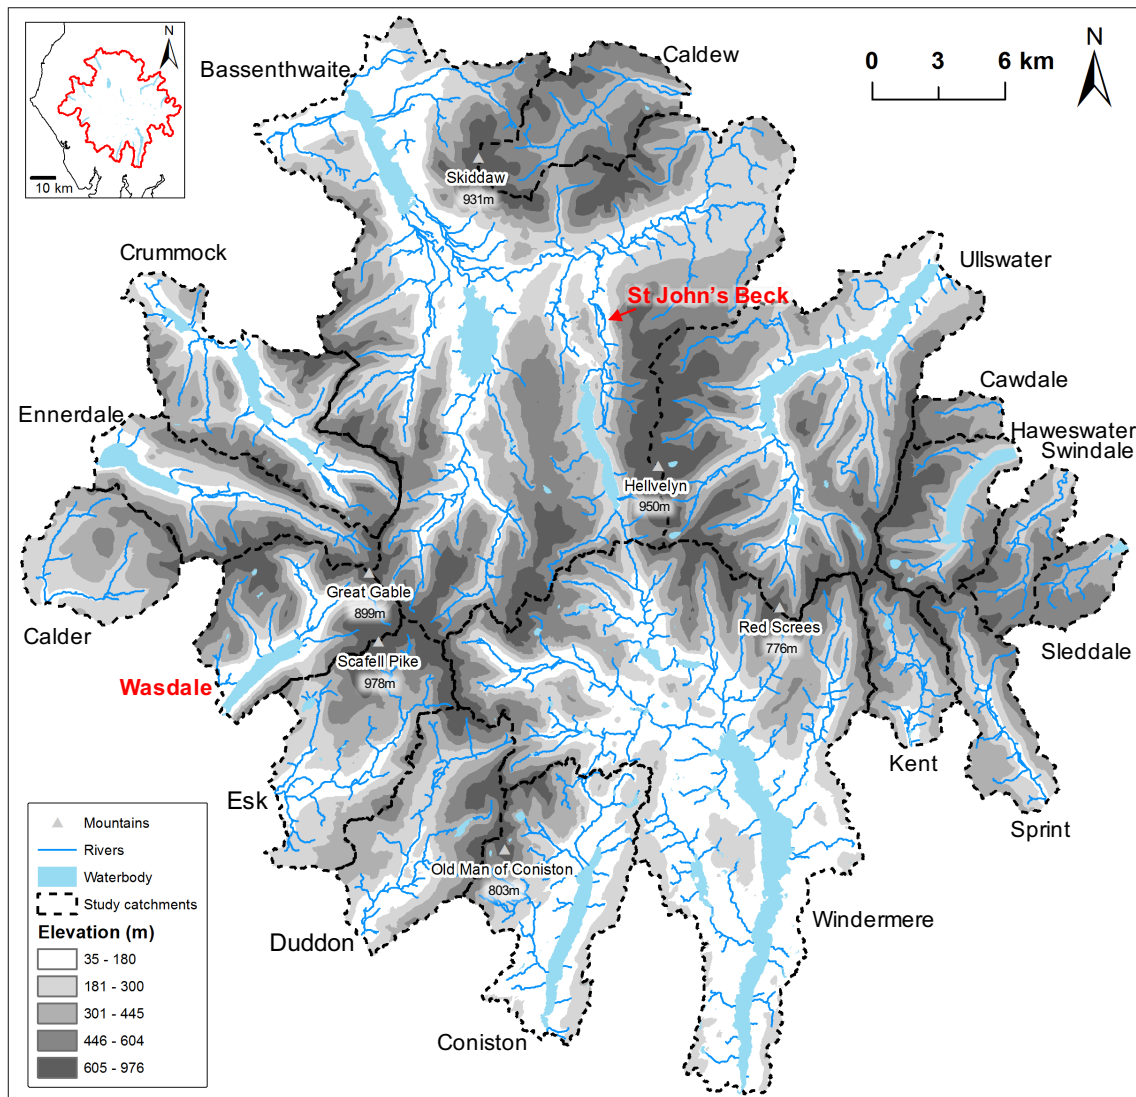 N
10 km
0 3 6 km
N
Bassenthwaite
Caldew
Skiddaw
931m
Crummock
Ullswater
St John's Beck
Cawdale
Ennerdale
Haweswater
Swindale
Hellvelyn
950m
Great Gable
899m
Calder
Red Screes
776m
Sleddale
Scafell Pike
978m
Wasdale
Kent
Esk
Sprint
Old Man of Coniston
803m
Windermere
Duddon
Coniston
Mountains
Rivers
Waterbody
Study catchments
Elevation (m)
35 - 180
181 - 300
301 - 445
446 - 604
605 - 976